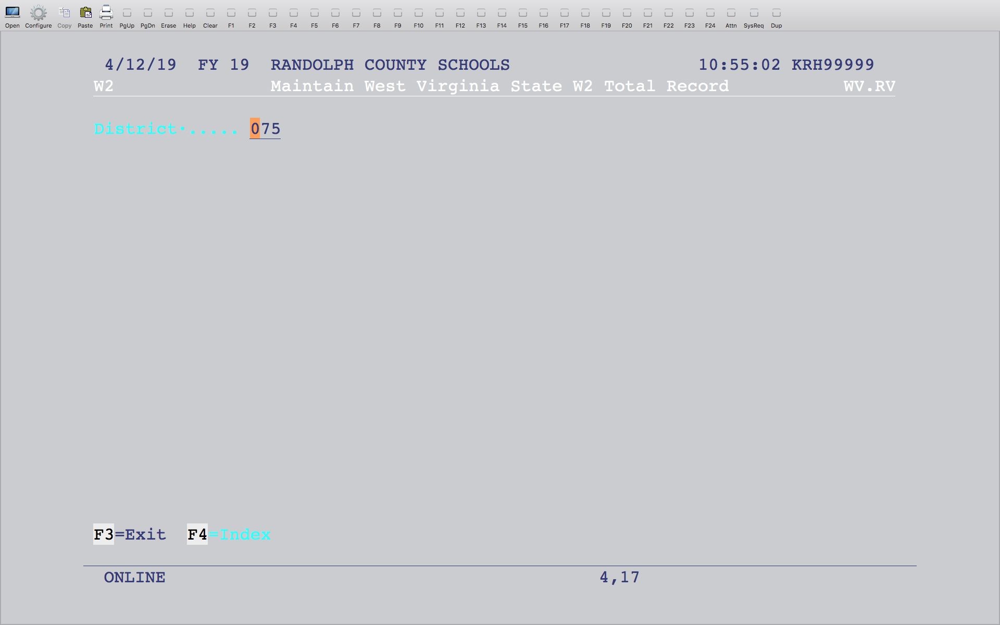 Open Configure Copy Paste Print PgUp PgDn Erase Help Clear F1 F2 F3 F4 F5 F6 F7 F8 F9 F10 F11 F12 F13 F14 F15 F16 F17 F18 F19 F20 F21 F22 F23 F24 Attn SysReq Dup
4/12/19 FY 19 RANDOLPH COUNTY SCHOOLS 10:55:02 KRH99999
W2 Maintain West Virginia State W2 Total Record WV.RV
District ..... 075
F3=Exit F4=Index
ONLINE 4,17